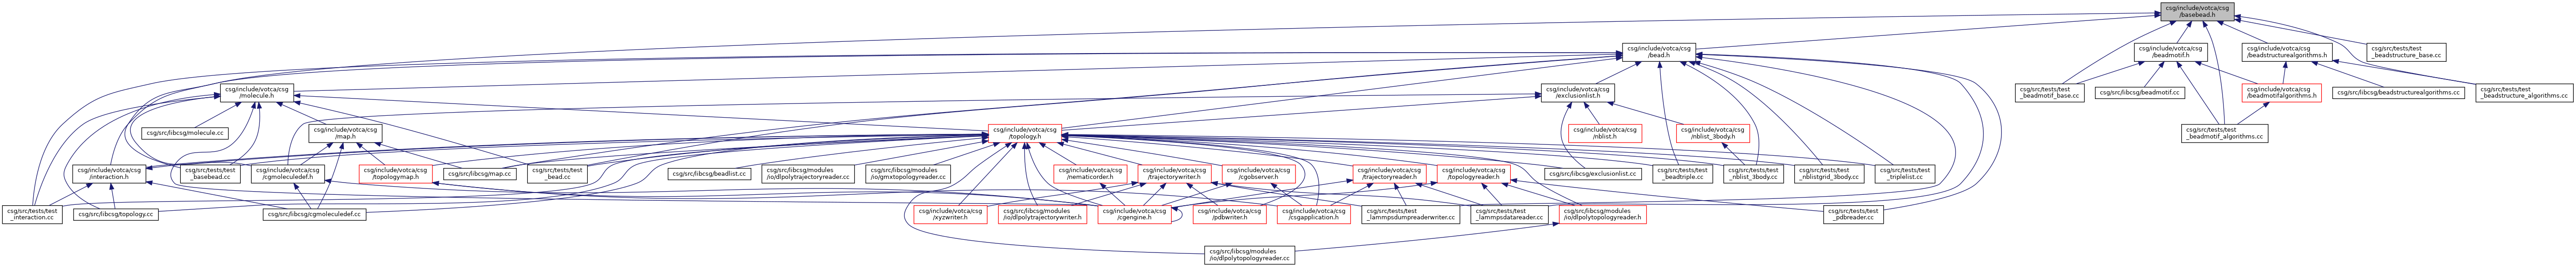 csg/include/votca/csg
/basebead.h
csg/include/votca/csg
/bead.h
csg/include/votca/csg
/beadmotif.h
csg/include/votca/csg
/beadstructurealgorithms.h
csg/src/tests/test
_beadstructure_base.cc
csg/include/votca/csg
/molecule.h
csg/include/votca/csg
/exclusionlist.h
csg/src/tests/test
_beadmotif_base.cc
csg/src/libcsg/beadmotif.cc
csg/include/votca/csg
/beadmotifalgorithms.h
csg/src/libcsg/beadstructurealgorithms.cc
csg/src/tests/test
_beadstructure_algorithms.cc
csg/src/libcsg/molecule.cc
csg/include/votca/csg
/map.h
csg/include/votca/csg
/topology.h
csg/include/votca/csg
/nblist.h
csg/include/votca/csg
/nblist_3body.h
csg/src/tests/test
_beadmotif_algorithms.cc
csg/include/votca/csg
/interaction.h
csg/src/tests/test
_basebead.cc
csg/include/votca/csg
/cgmoleculedef.h
csg/include/votca/csg
/topologymap.h
csg/src/libcsg/map.cc
csg/src/tests/test
_bead.cc
csg/src/libcsg/beadlist.cc
csg/src/libcsg/modules
/io/dlpolytrajectoryreader.cc
csg/src/libcsg/modules
/io/gmxtopologyreader.cc
csg/include/votca/csg
/nematicorder.h
csg/include/votca/csg
/trajectorywriter.h
csg/include/votca/csg
/cgobserver.h
csg/include/votca/csg
/trajectoryreader.h
csg/include/votca/csg
/topologyreader.h
csg/src/libcsg/exclusionlist.cc
csg/src/tests/test
_beadtriple.cc
csg/src/tests/test
_nblist_3body.cc
csg/src/tests/test
_nblistgrid_3body.cc
csg/src/tests/test
_triplelist.cc
csg/src/tests/test
_interaction.cc
csg/src/libcsg/topology.cc
csg/src/libcsg/cgmoleculedef.cc
csg/include/votca/csg
/xyzwriter.h
csg/src/libcsg/modules
/io/dlpolytrajectorywriter.h
csg/include/votca/csg
/cgengine.h
csg/include/votca/csg
/pdbwriter.h
csg/include/votca/csg
/csgapplication.h
csg/src/tests/test
_lammpsdumpreaderwriter.cc
csg/src/tests/test
_lammpsdatareader.cc
csg/src/libcsg/modules
/io/dlpolytopologyreader.h
csg/src/tests/test
_pdbreader.cc
csg/src/libcsg/modules
/io/dlpolytopologyreader.cc